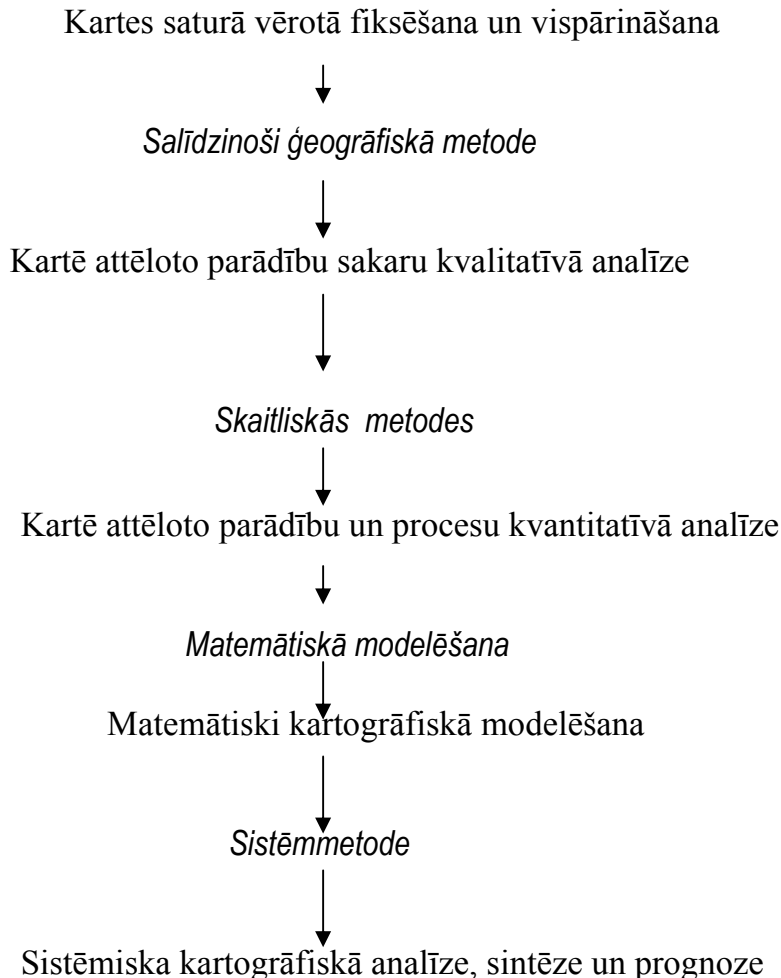 Kartes saturā vērotā fiksēšana un vispārināšana
Salīdzinoši ģeogrāfiskā metode
Kartē attēloto parādību sakaru kvalitatīvā analīze
Skaitliskās metodes
Kartē attēloto parādību un procesu kvantitatīvā analīze
Matemātiskā modelēšana
Matemātiski kartogrāfiskā modelēšana
Sistēmmetode
Sistēmiska kartogrāfiskā analīze, sintēze un prognoze